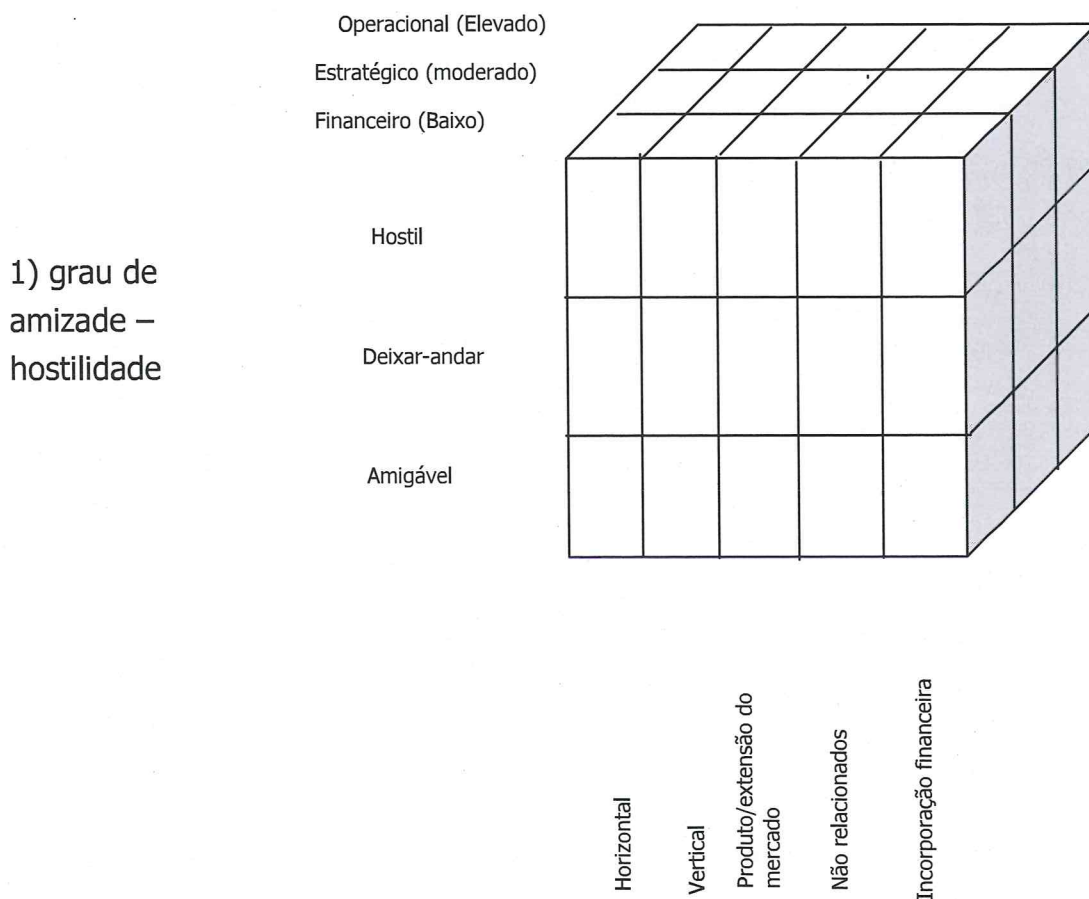 Operacional (Elevado)
Estratégico (moderado)
Financeiro (Baixo)
Hostil
1) grau de
amizade –
hostilidade
Deixar-andar
Amigável
Horizontal
Vertical
Produto/extensão do
mercado
Não relacionados
Incorporação financeira